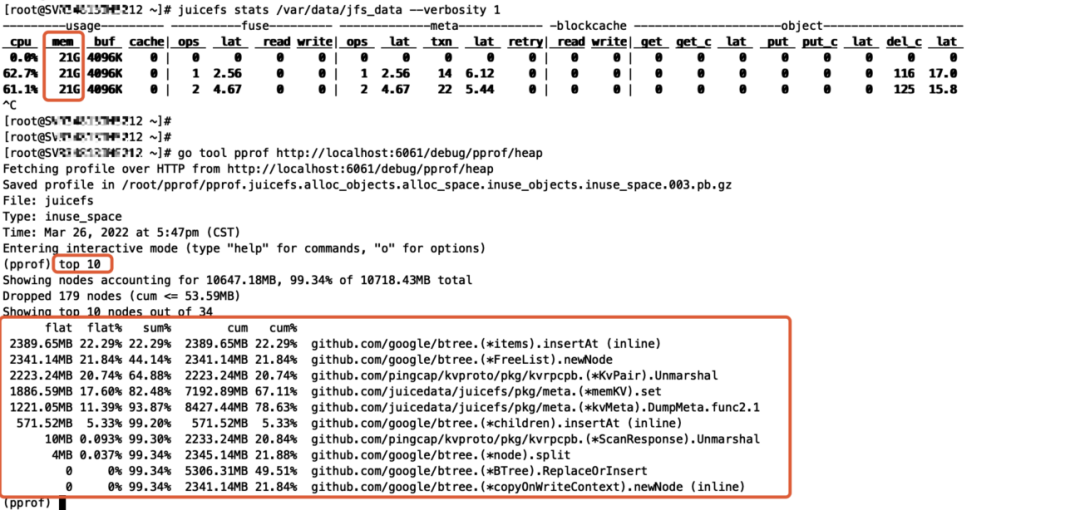 juicefs stats /var/data/jfs_data --verbosity 1
---------usage--------- ----------fuse--------- ----------meta--------- -blockcache ---------------object---------------
cpu mem buf cache| ops lat read write| ops lat txn lat retry| read write| get get_c lat put put_c lat del_c lat
0.0% 21G 4096K 0 | 0 0 0 0 | 0 0 0 0 0 | 0 0 | 0 0 0 0 0 0 0 0
62.7% 21G 4096K 0 | 1 2.56 0 0 | 1 2.56 14 6.12 0 | 0 0 | 0 0 0 0 0 0 116 17.0
61.1% 21G 4096K 0 | 2 4.67 0 0 | 2 4.67 22 5.44 0 | 0 0 | 0 0 0 0 0 0 125 15.8
^C
go tool pprof http://localhost:6061/debug/pprof/heap
Fetching profile over HTTP from http://localhost:6061/debug/pprof/heap
Saved profile in /root/pprof/pprof.juicefs.alloc_objects.alloc_space.inuse_objects.inuse_space.003.pb.gz
File: juicefs
Type: inuse_space
Time: Mar 26, 2022 at 5:47pm (CST)
Entering interactive mode (type "help" for commands, "o" for options)
(pprof) top 10
Showing nodes accounting for 10647.18MB, 99.34% of 10718.43MB total
Dropped 179 nodes (cum <= 53.59MB)
Showing top 10 nodes out of 34
flat flat% sum% cum cum%
2389.65MB 22.29% 22.29% 2389.65MB 22.29% github.com/google/btree.(*items).insertAt (inline)
2341.14MB 21.84% 44.14% 2341.14MB 21.84% github.com/google/btree.(*FreeList).newNode
2223.24MB 20.74% 64.88% 2223.24MB 20.74% github.com/pingcap/kvproto/pkg/kvrpcpb.(*KvPair).Unmarshal
1886.59MB 17.60% 82.48% 7192.89MB 67.11% github.com/juicedata/juicefs/pkg/meta.(*memKV).set
1221.05MB 11.39% 93.87% 8427.44MB 78.63% github.com/juicedata/juicefs/pkg/meta.(*kvMeta).DumpMeta.func2.1
571.52MB 5.33% 99.20% 571.52MB 5.33% github.com/google/btree.(*children).insertAt (inline)
10MB 0.093% 99.30% 2233.24MB 20.84% github.com/pingcap/kvproto/pkg/kvrpcpb.(*ScanResponse).Unmarshal
4MB 0.037% 99.34% 2345.14MB 21.88% github.com/google/btree.(*node).split
0 0% 99.34% 5306.31MB 49.51% github.com/google/btree.(*BTree).ReplaceOrInsert
0 0% 99.34% 2341.14MB 21.84% github.com/google/btree.(*copyOnWriteContext).newNode (inline)
(pprof)